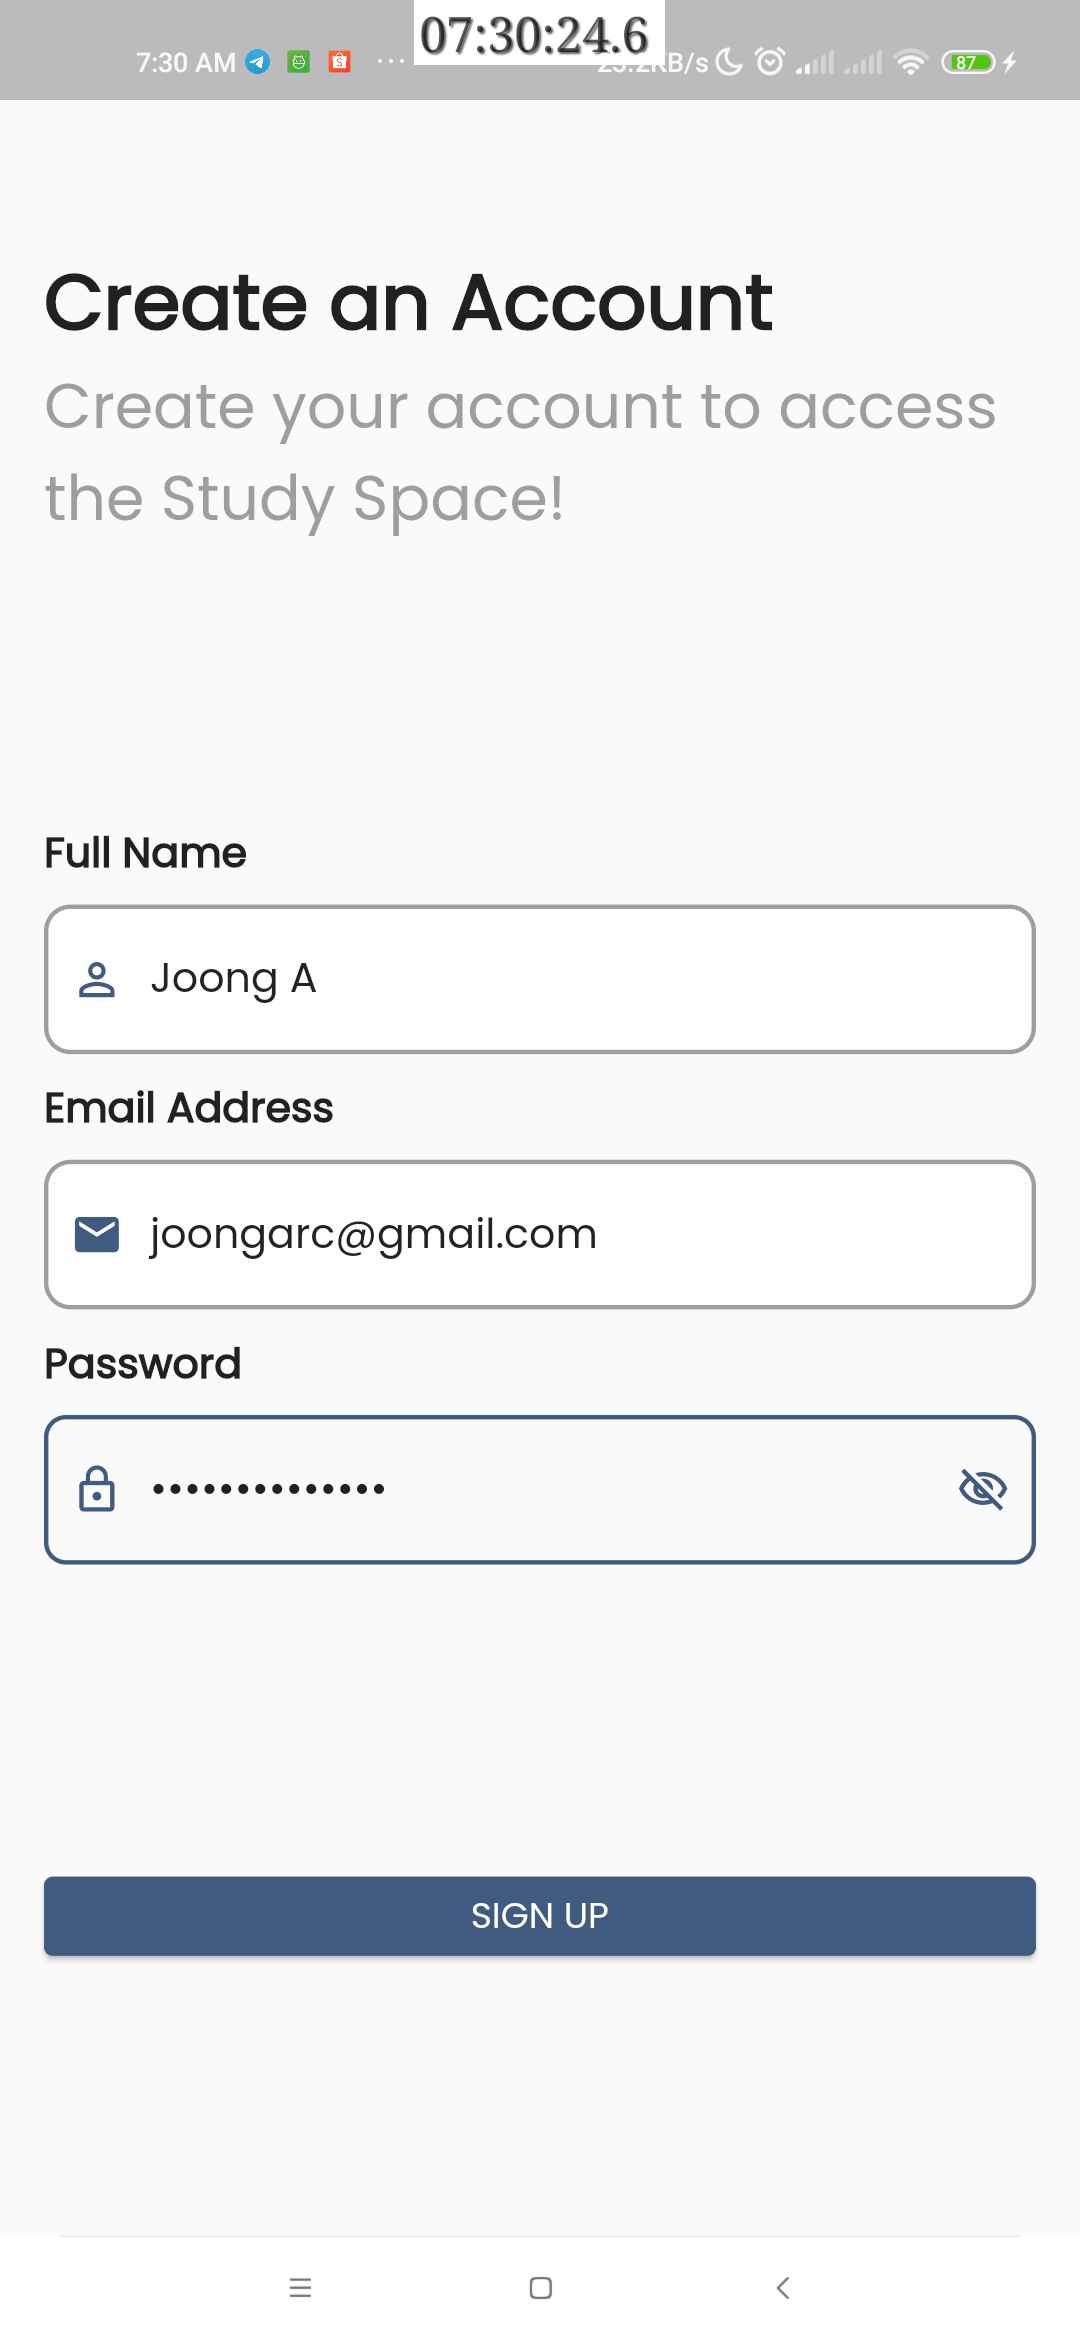 07:30:24.6
7:30 AM
KB/s
87
Create an Account
Create your account to access
the Study Space!
Full Name
Joong A
Email Address
joongarc@gmail.com
Password
••••••••••••••
SIGN UP